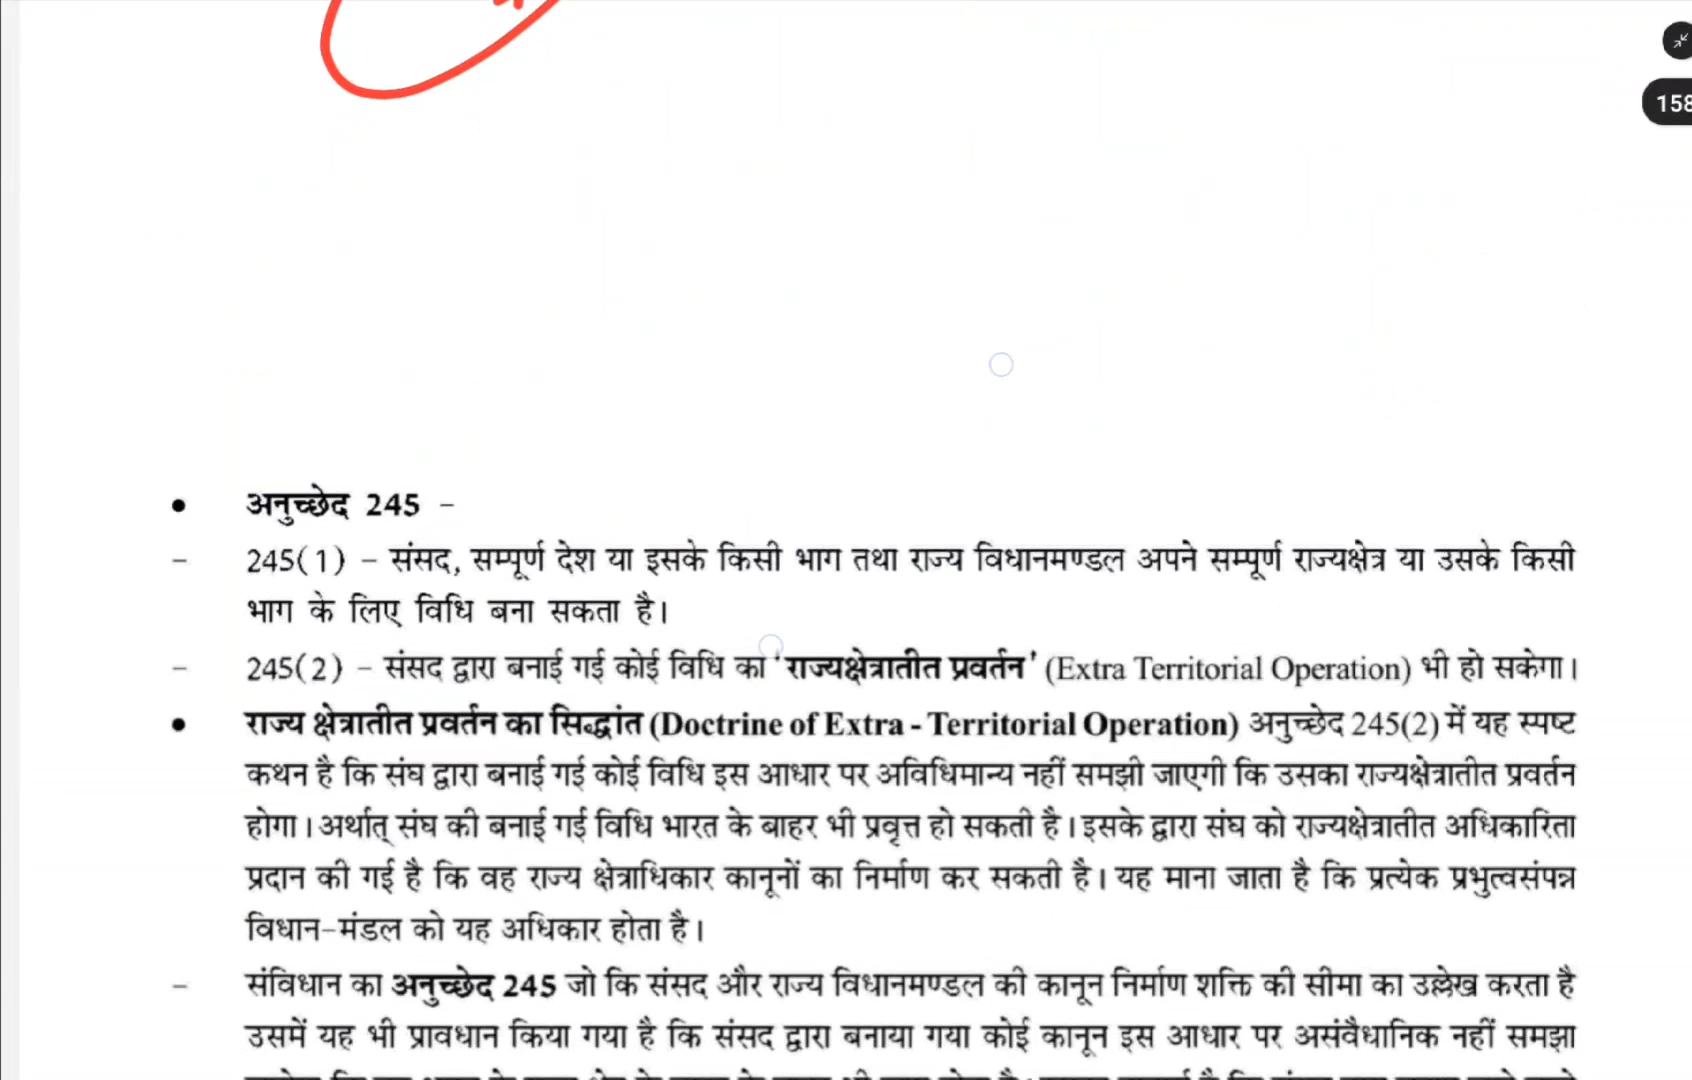 158
• अनुच्छेद 245 –
– 245(1) – संसद, सम्पूर्ण देश या इसके किसी भाग तथा राज्य विधानमण्डल अपने सम्पूर्ण राज्यक्षेत्र या उसके किसी
भाग के लिए विधि बना सकता है।
– 245(2) – संसद द्वारा बनाई गई कोई विधि का 'राज्यक्षेत्रातीत प्रवर्तन' (Extra Territorial Operation) भी हो सकेगा।
• राज्य क्षेत्रातीत प्रवर्तन का सिद्धांत (Doctrine of Extra - Territorial Operation) अनुच्छेद 245(2) में यह स्पष्ट
कथन है कि संघ द्वारा बनाई गई कोई विधि इस आधार पर अविधिमान्य नहीं समझी जाएगी कि उसका राज्यक्षेत्रातीत प्रवर्तन
होगा। अर्थात् संघ की बनाई गई विधि भारत के बाहर भी प्रवृत्त हो सकती है। इसके द्वारा संघ को राज्यक्षेत्रातीत अधिकारिता
प्रदान की गई है कि वह राज्य क्षेत्राधिकार कानूनों का निर्माण कर सकती है। यह माना जाता है कि प्रत्येक प्रभुत्वसंपन्न
विधान-मंडल को यह अधिकार होता है।
– संविधान का अनुच्छेद 245 जो कि संसद और राज्य विधानमण्डल की कानून निर्माण शक्ति की सीमा का उल्लेख करता है
उसमें यह भी प्रावधान किया गया है कि संसद द्वारा बनाया गया कोई कानून इस आधार पर असंवैधानिक नहीं समझा